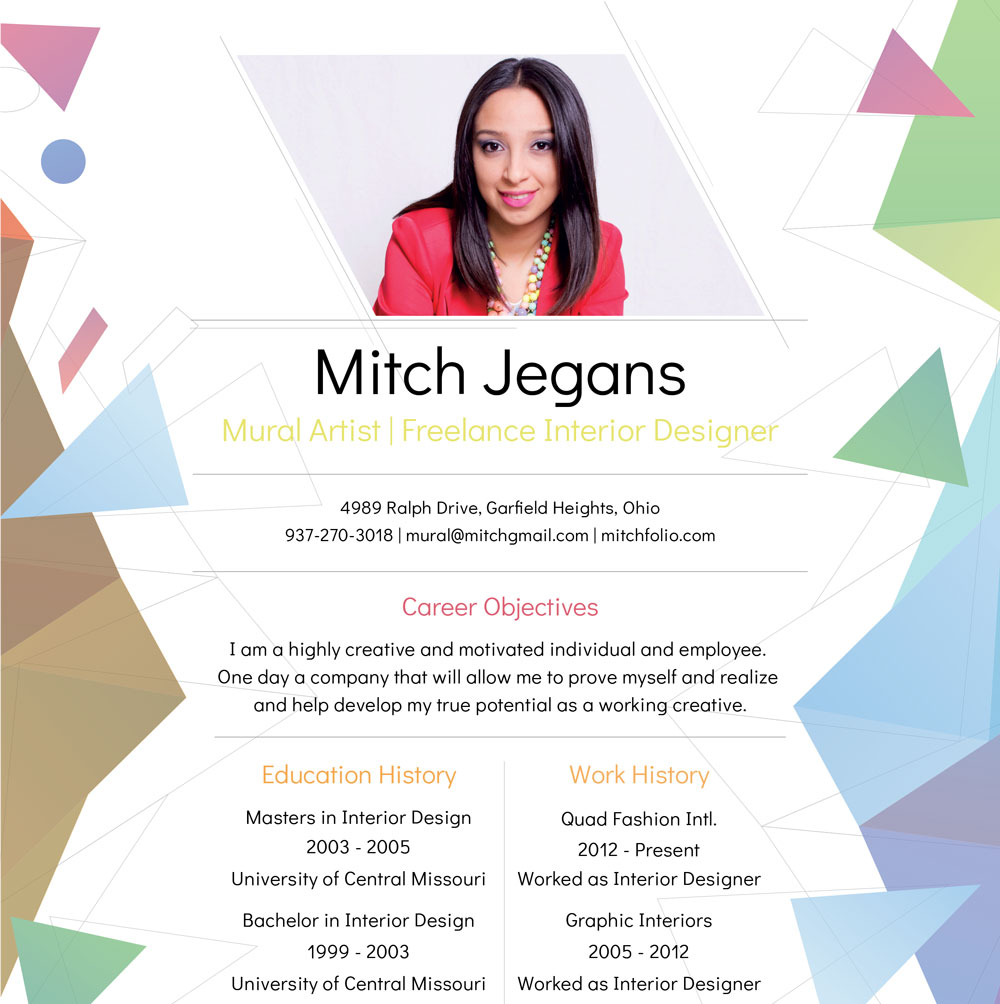 Mitch Jegans
Mural Artist | Freelance Interior Designer
4989 Ralph Drive, Garfield Heights, Ohio
937-270-3018 | mural@mitchgmail.com | mitchfolio.com
Career Objectives
I am a highly creative and motivated individual and employee.
One day a company that will allow me to prove myself and realize
and help develop my true potential as a working creative.
Education History
Masters in Interior Design
2003 - 2005
University of Central Missouri
Bachelor in Interior Design
1999 - 2003
University of Central Missouri
Work History
Quad Fashion Intl.
2012 - Present
Worked as Interior Designer
Graphic Interiors
2005 - 2012
Worked as Interior Designer